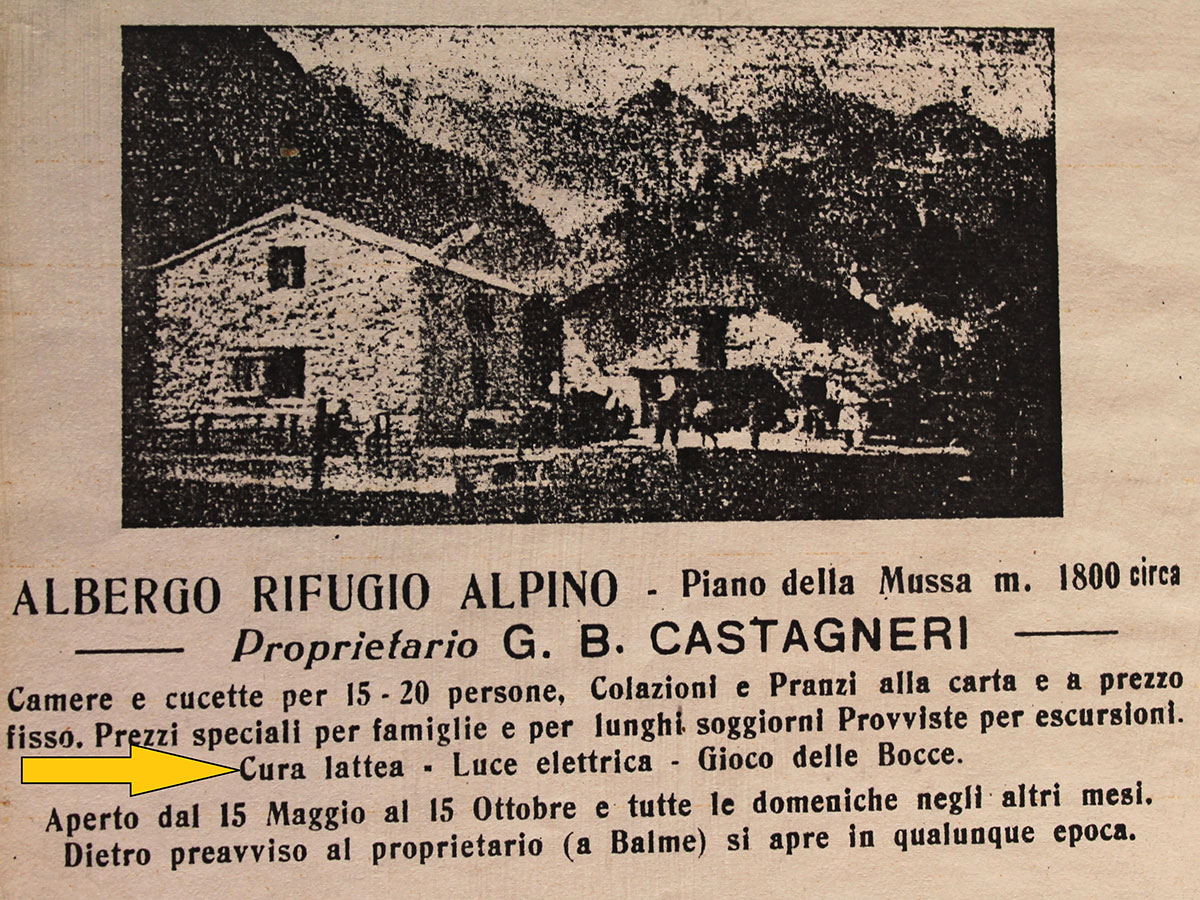 ALBERGO RIFUGIO ALPINO - Piano della Mussa m. 1800 circa
Proprietario G. B. CASTAGNERI
Camere e cucette per 15 - 20 persone, Colazioni e Pranzi alla carta e a prezzo
fisso. Prezzi speciali per famiglie e per lunghi soggiorni Provviste per escursioni.
Cura lattea - Luce elettrica - Gioco delle Bocce.
Aperto dal 15 Maggio al 15 Ottobre e tutte le domeniche negli altri mesi.
Dietro preavviso al proprietario (a Balme) si apre in qualunque epoca.